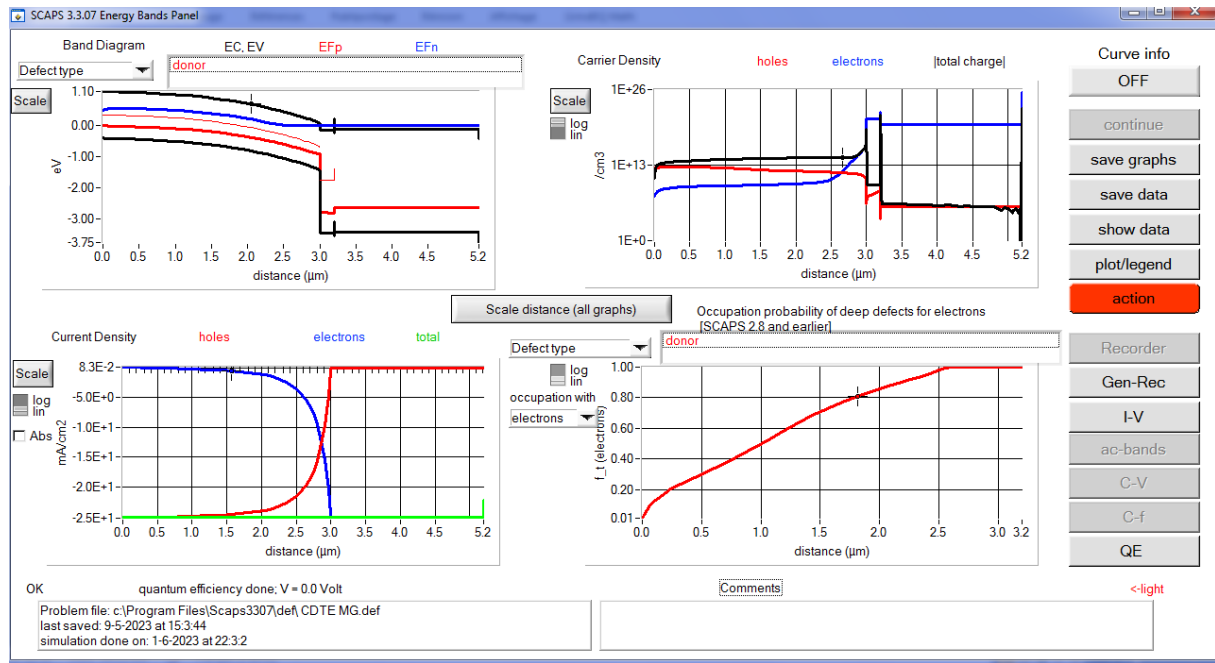 SCAPS 3.3.07 Energy Bands Panel
Band Diagram EC, EV EFp EFn
Defect type donor
Scale
1.10
0.00
-1.00
-2.00
-3.00
-3.75
eV
0.0 0.5 1.0 1.5 2.0 2.5 3.0 3.5 4.0 4.5 5.2
distance (µm)
Carrier Density holes electrons |total charge|
Scale
log
lin
1E+26
1E+13
1E+0
/cm3
0.0 0.5 1.0 1.5 2.0 2.5 3.0 3.5 4.0 4.5 5.2
distance (µm)
Curve info
OFF
continue
save graphs
save data
show data
plot/legend
action
Recorder
Gen-Rec
I-V
ac-bands
C-V
C-f
QE
Scale distance (all graphs)
Current Density holes electrons total
Scale
log
lin
Abs
8.3E-2
-5.0E+0
-1.0E+1
-1.5E+1
-2.0E+1
-2.5E+1
mA/cm2
0.0 0.5 1.0 1.5 2.0 2.5 3.0 3.5 4.0 4.5 5.2
distance (µm)
Occupation probability of deep defects for electrons
[SCAPS 2.8 and earlier]
Defect type donor
log
lin
occupation with
electrons
1.00
0.80
0.60
0.40
0.20
0.01
f_t (electrons)
0.0 0.5 1.0 1.5 2.0 2.5 3.0 3.2
distance (µm)
OK quantum efficiency done; V = 0.0 Volt
Comments
<-light
Problem file: c:\Program Files\Scaps3307\def\ CDTE MG.def
last saved: 9-5-2023 at 15:3:44
simulation done on: 1-6-2023 at 22:3:2